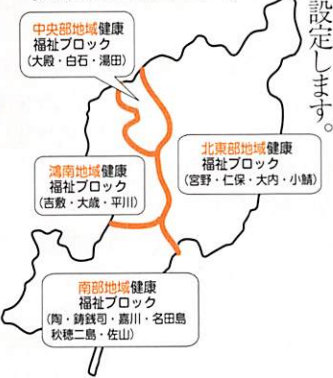 設定します。
中央部地域健康
福祉ブロック
(大殿・白石・湯田)
北東部地域健康
福祉ブロック
(宮野・仁保・大内・小鯖)
鴻南地域健康
福祉ブロック
(吉敷・大歳・平川)
南部地域健康
福祉ブロック
(陶・鋳銭司・嘉川・名田島
秋穂二島・佐山)